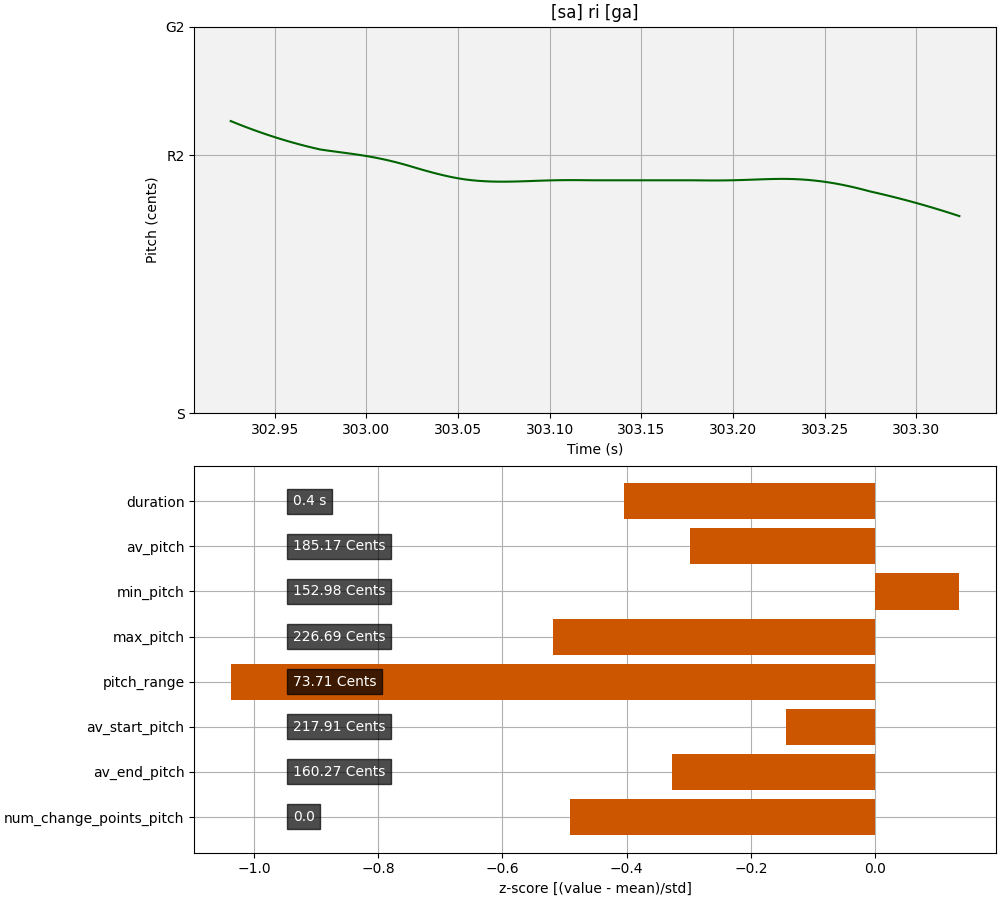 [sa] ri [ga]
G2
R2
S
Pitch (cents)
302.95 303.00 303.05 303.10 303.15 303.20 303.25 303.30
Time (s)
duration 0.4 s
av_pitch 185.17 Cents
min_pitch 152.98 Cents
max_pitch 226.69 Cents
pitch_range 73.71 Cents
av_start_pitch 217.91 Cents
av_end_pitch 160.27 Cents
num_change_points_pitch 0.0
−1.0 −0.8 −0.6 −0.4 −0.2 0.0
z-score [(value - mean)/std]